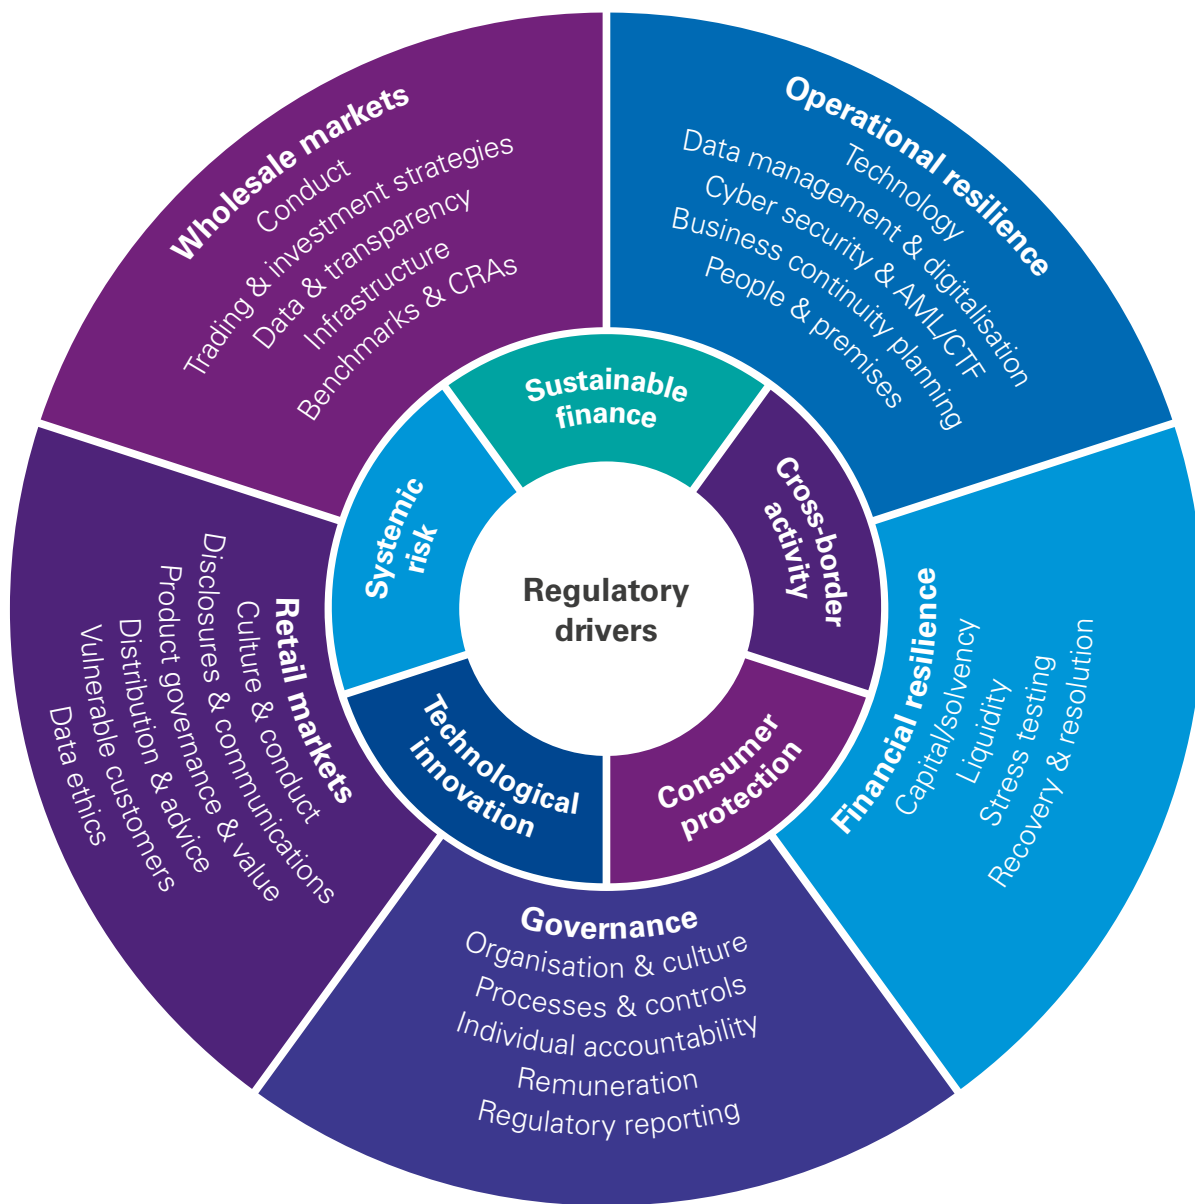 Wholesale markets
Conduct
Trading & investment strategies
Data & transparency
Infrastructure
Benchmarks & CRAs
Operational resilience
Technology
Data management & digitalisation
Cyber security & AML/CTF
Business continuity planning
People & premises
Financial resilience
Capital/solvency
Liquidity
Stress testing
Recovery & resolution
Governance
Organisation & culture
Processes & controls
Individual accountability
Remuneration
Regulatory reporting
Retail markets
Culture & conduct
Disclosures & communications
Product governance & value
Distribution & advice
Vulnerable customers
Data ethics
Sustainable
finance
Cross-border
activity
Consumer
protection
Technological
innovation
Systemic
risk
Regulatory
drivers